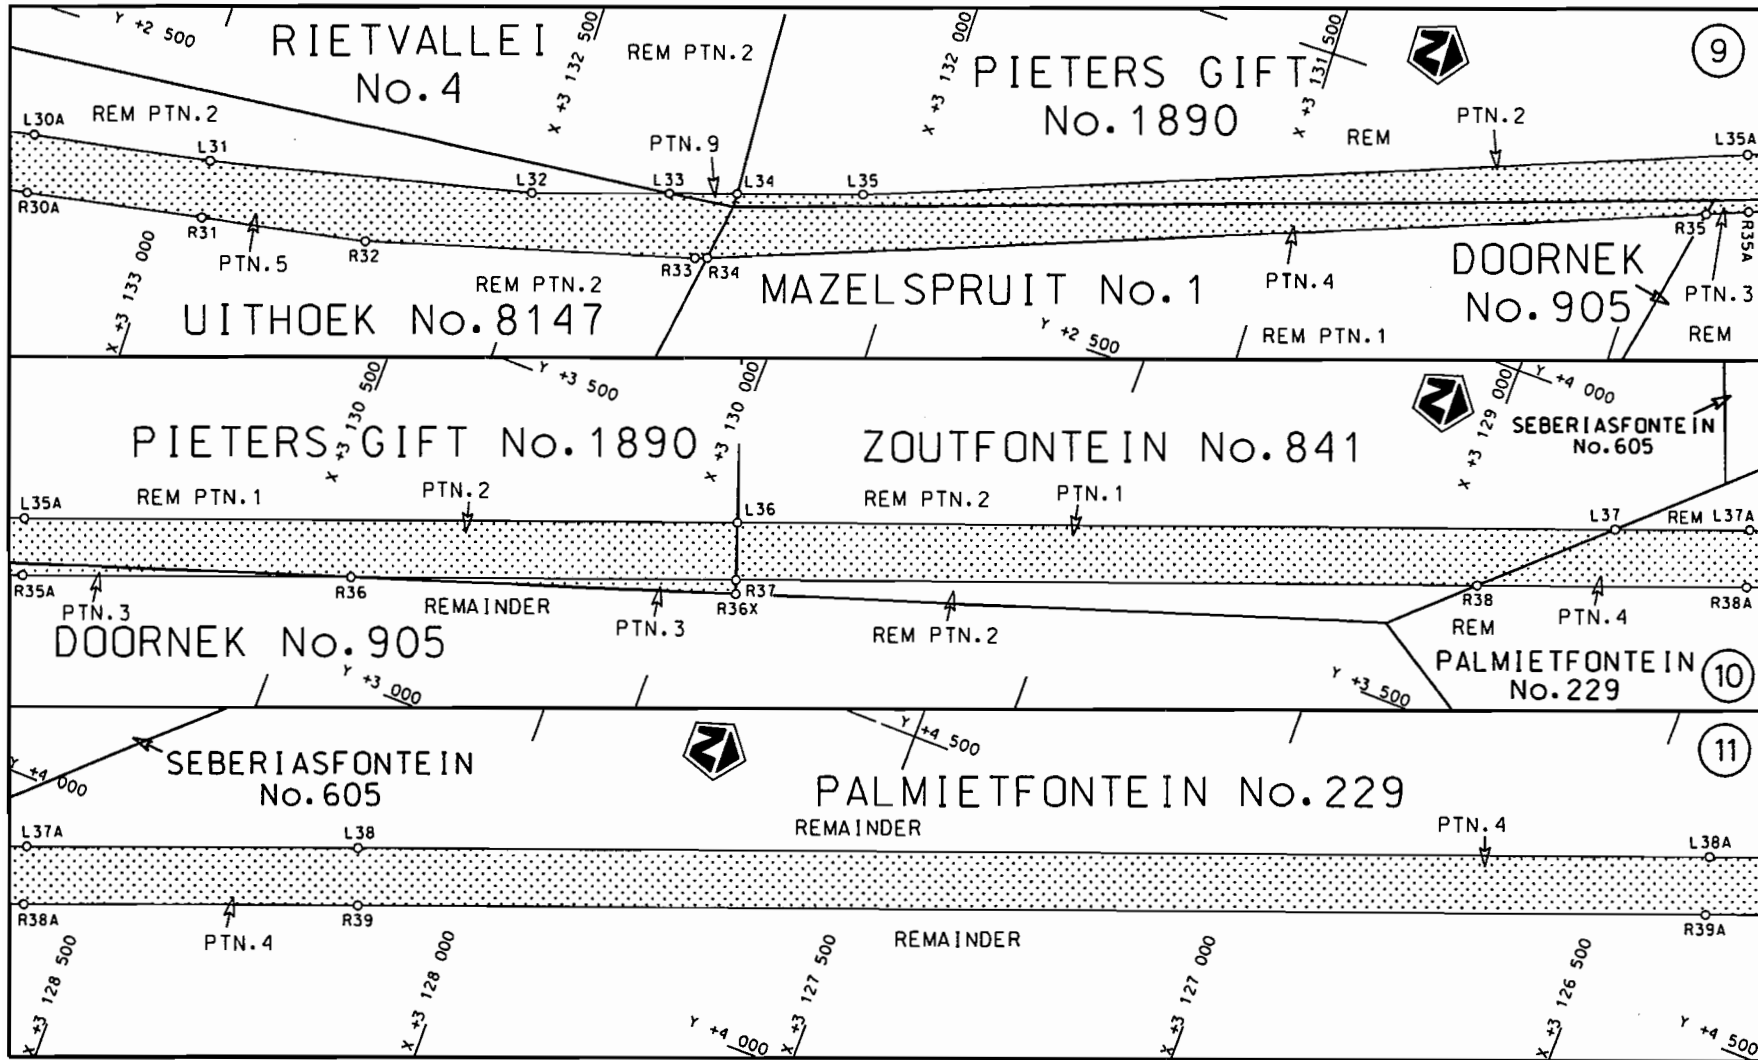 Y +2 500
RIETVALLEI
No.4
X +3 132 500
REM PTN.2
X +3 132 000
PIETERS GIFT
No.1890
X +3 131 500
9
L30A
REM PTN.2
L31
PTN.9
REM
PTN.2
L35A
L32
L33
L34
L35
R30A
R31
PTN.5
R32
R33
R34
R35
R35A
X +3 133 000
UITHOEK No.8147
REM PTN.2
MAZELSPRUIT No.1
PTN.4
DOORNEK
No.905
PTN.3
Y +2 500
REM PTN.1
REM
X +3 130 500
Y +3 500
X +3 130 000
X +3 129 000
Y +4 000
PIETERS GIFT No.1890
ZOUTFONTEIN No.841
SEBERIASFONTEIN
No.605
L35A
REM PTN.1
PTN.2
L36
REM PTN.2
PTN.1
L37
REM
L37A
R35A
PTN.3
R36
REMAINDER
PTN.3
R37
R36X
REM PTN.2
R38
REM
PTN.4
R38A
DOORNEK No.905
Y +3 000
Y +3 500
PALMIETFONTEIN
No.229
10
Y +4 000
SEBERIASFONTEIN
No.605
Y +4 500
PALMIETFONTEIN No.229
11
L37A
L38
REMAINDER
PTN.4
L38A
R38A
PTN.4
R39
REMAINDER
R39A
X +3 128 500
X +3 128 000
Y +4 000
X +3 127 500
X +3 127 000
X +3 126 500
Y +4 500